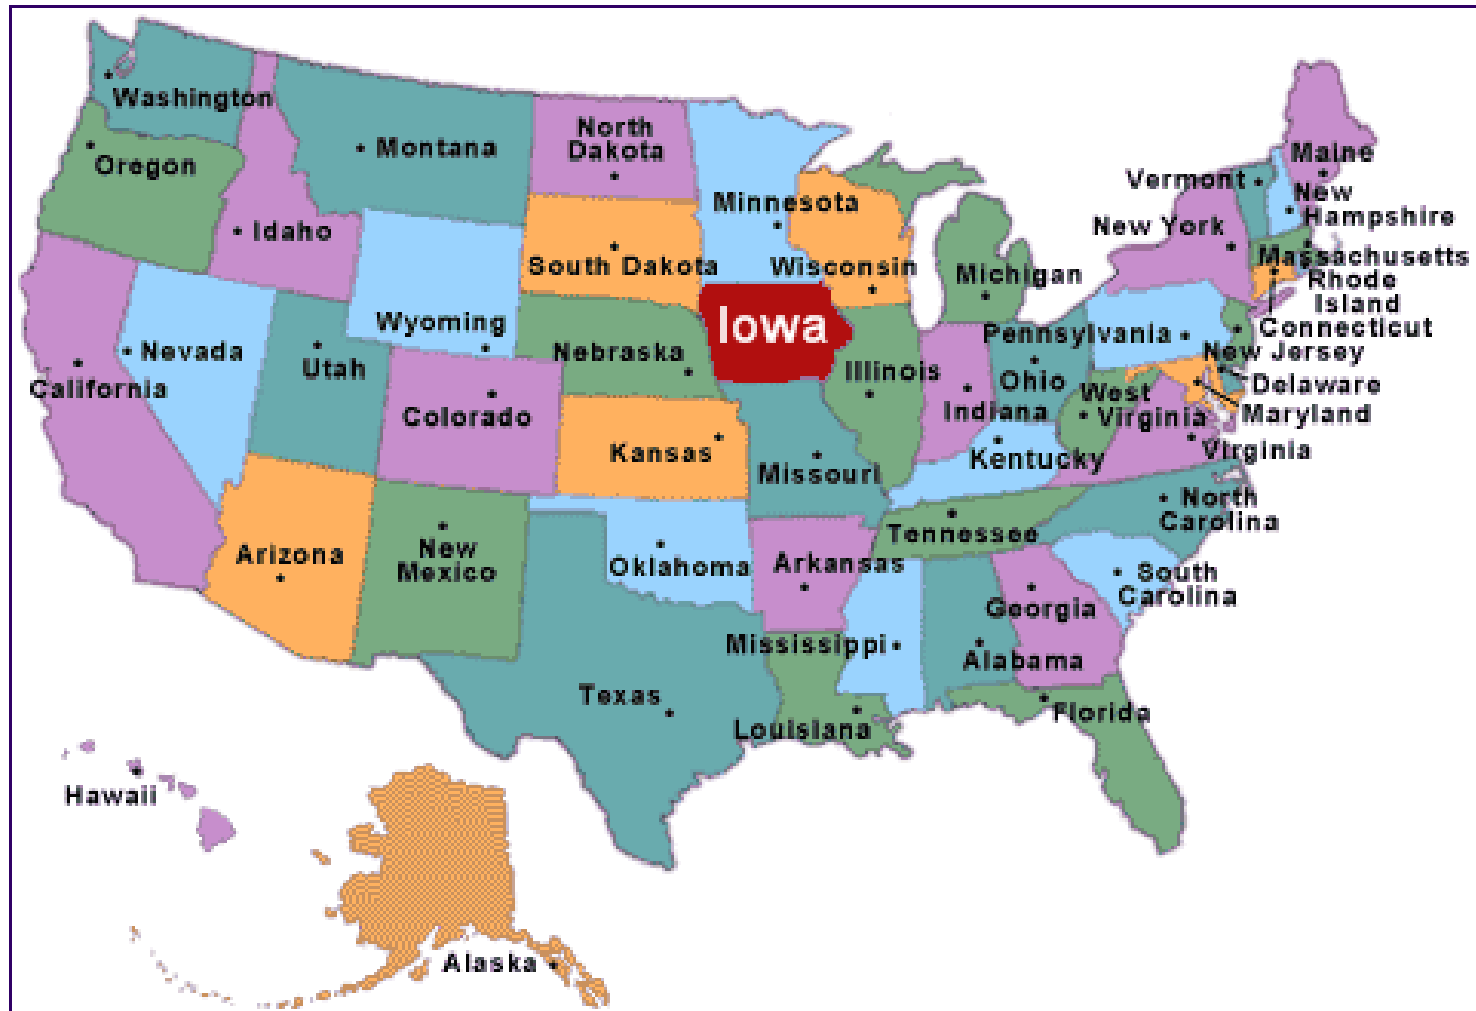 Washington
Oregon
Montana
Idaho
North
Dakota
South Dakota
Minnesota
Wisconsin
Michigan
Wyoming
Nebraska
Iowa
Illinois
Indiana
Ohio
Pennsylvania
New York
Vermont
Maine
New
Hampshire
Massachusetts
Rhode
Island
Connecticut
New Jersey
Delaware
Maryland
West
Virginia
Virginia
California
Nevada
Utah
Colorado
Kansas
Missouri
Kentucky
Tennessee
North
Carolina
South
Carolina
Arizona
New
Mexico
Oklahoma
Arkansas
Mississippi
Alabama
Georgia
Texas
Louisiana
Florida
Hawaii
Alaska